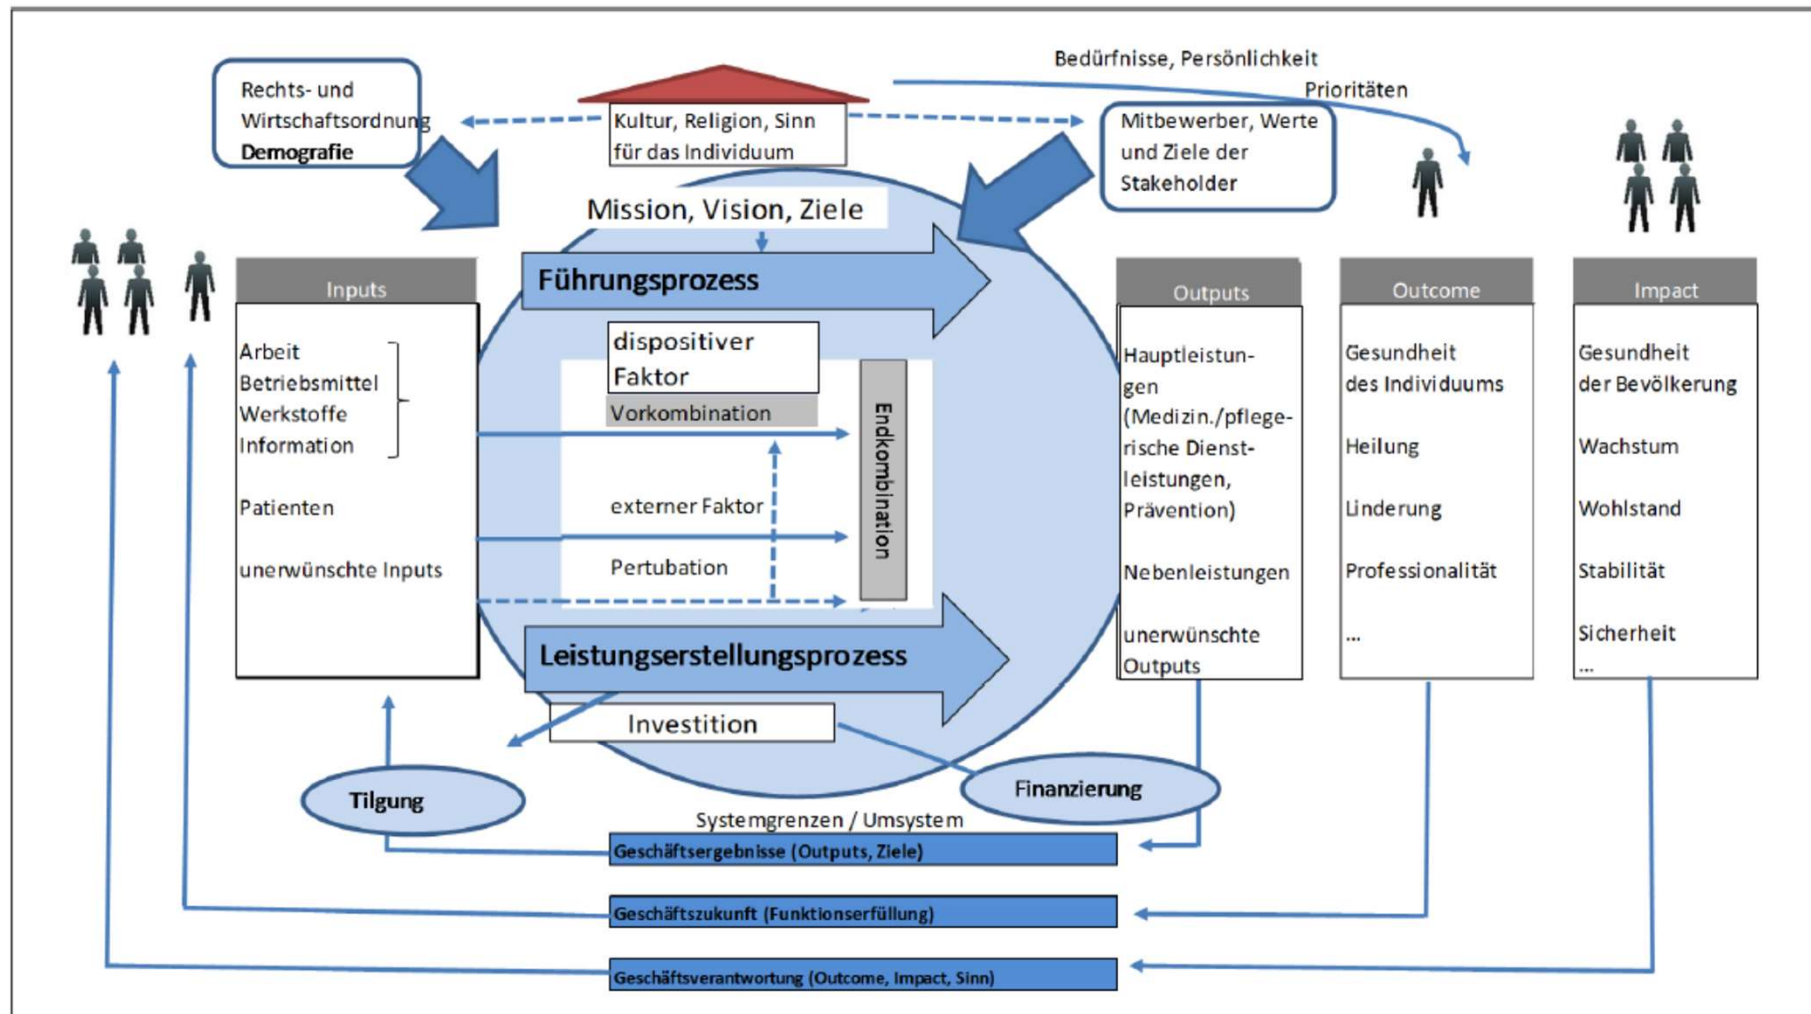 Bedürfnisse, Persönlichkeit
Prioritäten
Rechts- und
Wirtschaftsordnung
Demografie
Kultur, Religion, Sinn
für das Individuum
Mitbewerber, Werte
und Ziele der
Stakeholder
Mission, Vision, Ziele
Führungsprozess
Inputs
Arbeit
Betriebsmittel
Werkstoffe
Information
Patienten
unerwünschte Inputs
dispositiver
Faktor
Vorkombination
externer Faktor
Pertubation
Endkombination
Leistungserstellungsprozess
Investition
Outputs
Hauptleistun-
gen
(Medizin./pflege-
rische Dienst-
leistungen,
Prävention)
Nebenleistungen
unerwünschte
Outputs
Outcome
Gesundheit
des Individuums
Heilung
Linderung
Professionalität
...
Impact
Gesundheit
der Bevölkerung
Wachstum
Wohlstand
Stabilität
Sicherheit
...
Tilgung
Finanzierung
Systemgrenzen / Umsystem
Geschäftsergebnisse (Outputs, Ziele)
Geschäftszukunft (Funktionserfüllung)
Geschäftsverantwortung (Outcome, Impact, Sinn)